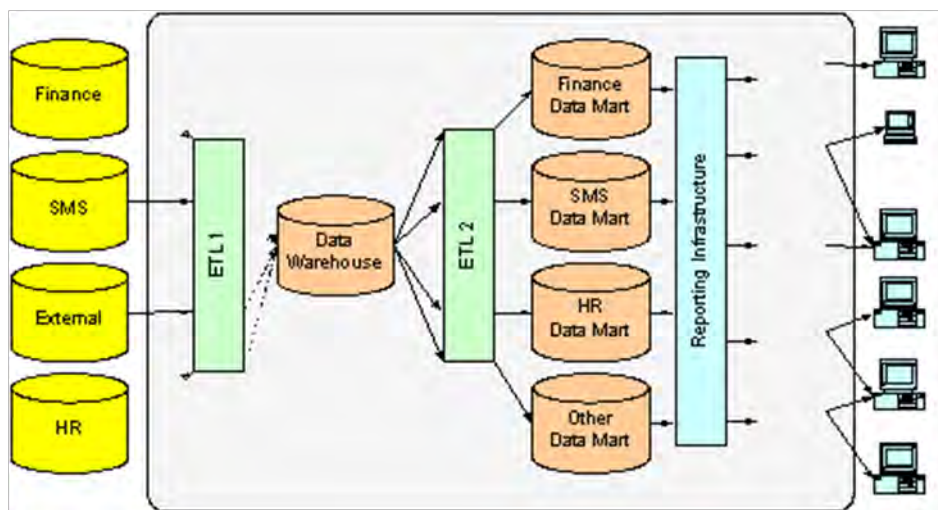 Finance
SMS
External
HR
ETL 1
Data
Warehouse
ETL 2
Finance
Data Mart
SMS
Data Mart
HR
Data Mart
Other
Data Mart
Reporting Infrastructure